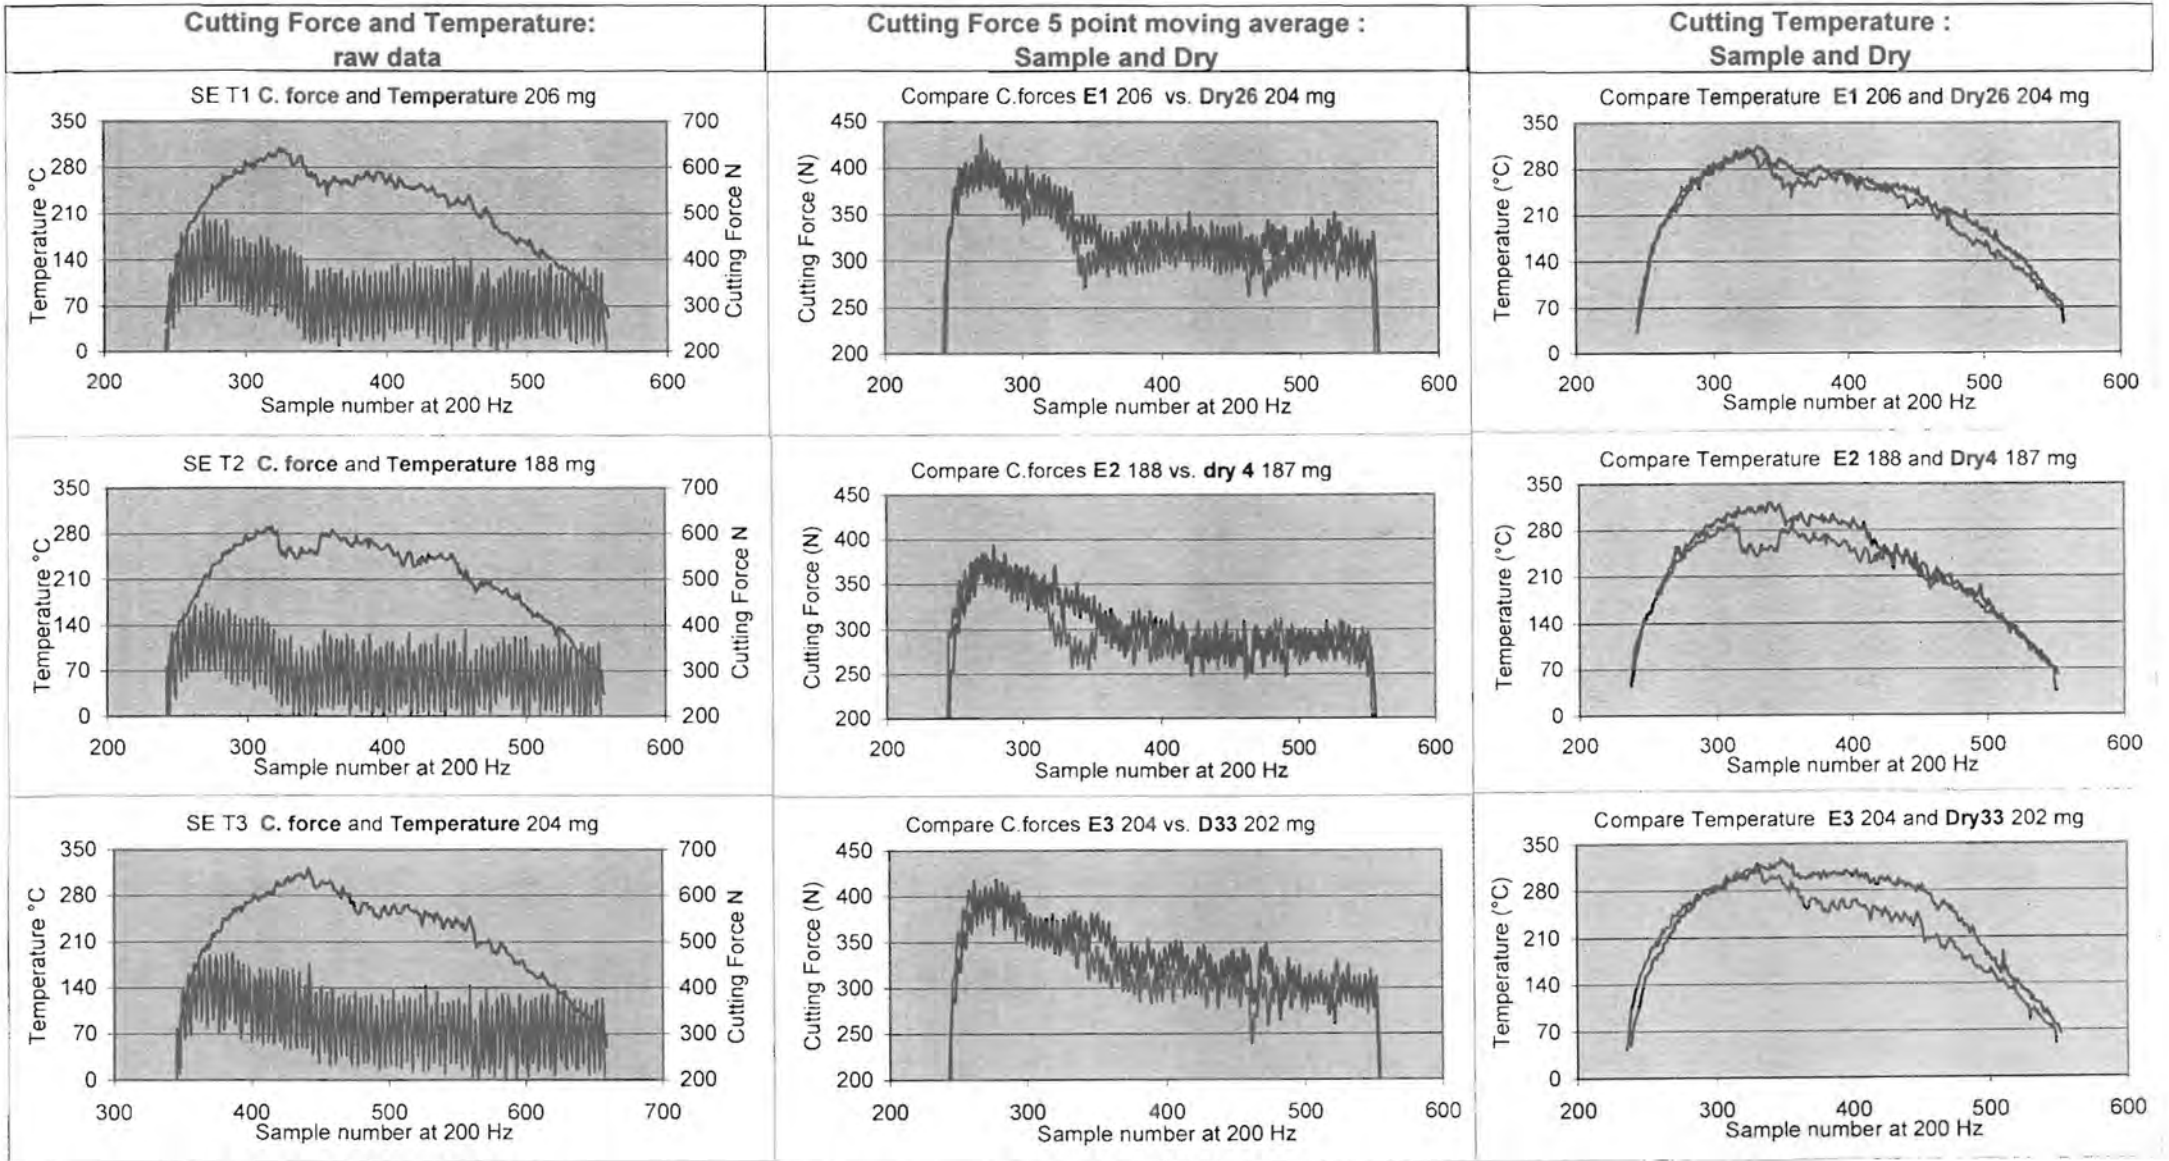 Cutting Force and Temperature:
raw data
Cutting Force 5 point moving average :
Sample and Dry
Cutting Temperature :
Sample and Dry
SE T1 C. force and Temperature 206 mg
350
280
210
140
70
0
Temperature °C
700
600
500
400
300
200
Cutting Force N
200 300 400 500 600
Sample number at 200 Hz
Compare C.forces E1 206 vs. Dry26 204 mg
450
400
350
300
250
200
Cutting Force (N)
200 300 400 500 600
Sample number at 200 Hz
Compare Temperature E1 206 and Dry26 204 mg
350
280
210
140
70
0
Temperature (°C)
200 300 400 500 600
Sample number at 200 Hz
SE T2 C. force and Temperature 188 mg
350
280
210
140
70
0
Temperature °C
700
600
500
400
300
200
Cutting Force N
200 300 400 500 600
Sample number at 200 Hz
Compare C.forces E2 188 vs. dry 4 187 mg
450
400
350
300
250
200
Cutting Force (N)
200 300 400 500 600
Sample number at 200 Hz
Compare Temperature E2 188 and Dry4 187 mg
350
280
210
140
70
0
Temperature (°C)
200 300 400 500 600
Sample number at 200 Hz
SE T3 C. force and Temperature 204 mg
350
280
210
140
70
0
Temperature °C
700
600
500
400
300
200
Cutting Force N
300 400 500 600 700
Sample number at 200 Hz
Compare C.forces E3 204 vs. D33 202 mg
450
400
350
300
250
200
Cutting Force (N)
200 300 400 500 600
Sample number at 200 Hz
Compare Temperature E3 204 and Dry33 202 mg
350
280
210
140
70
0
Temperature (°C)
200 300 400 500 600
Sample number at 200 Hz